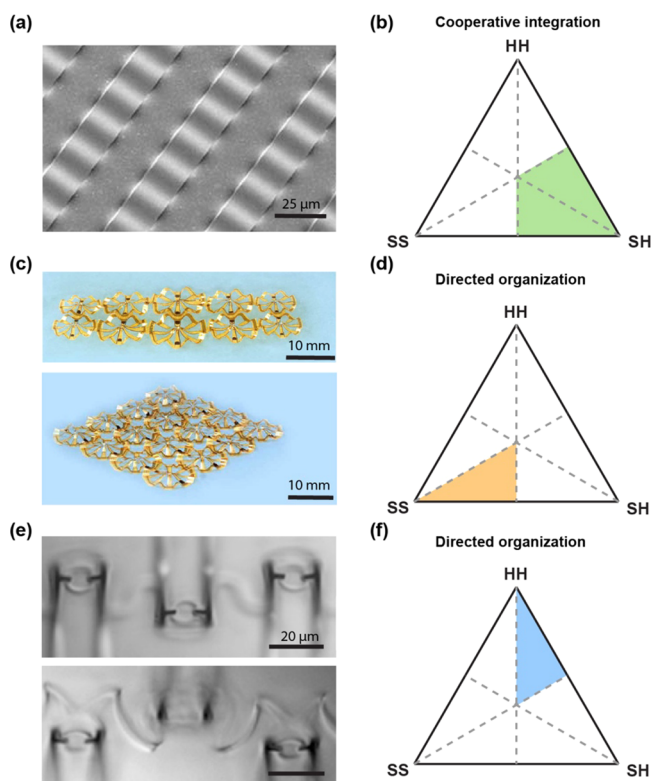 (a)
25 µm
(b)
Cooperative integration
HH
SS
SH
(c)
10 mm
10 mm
(d)
Directed organization
HH
SS
SH
(e)
20 µm
(f)
Directed organization
HH
SS
SH